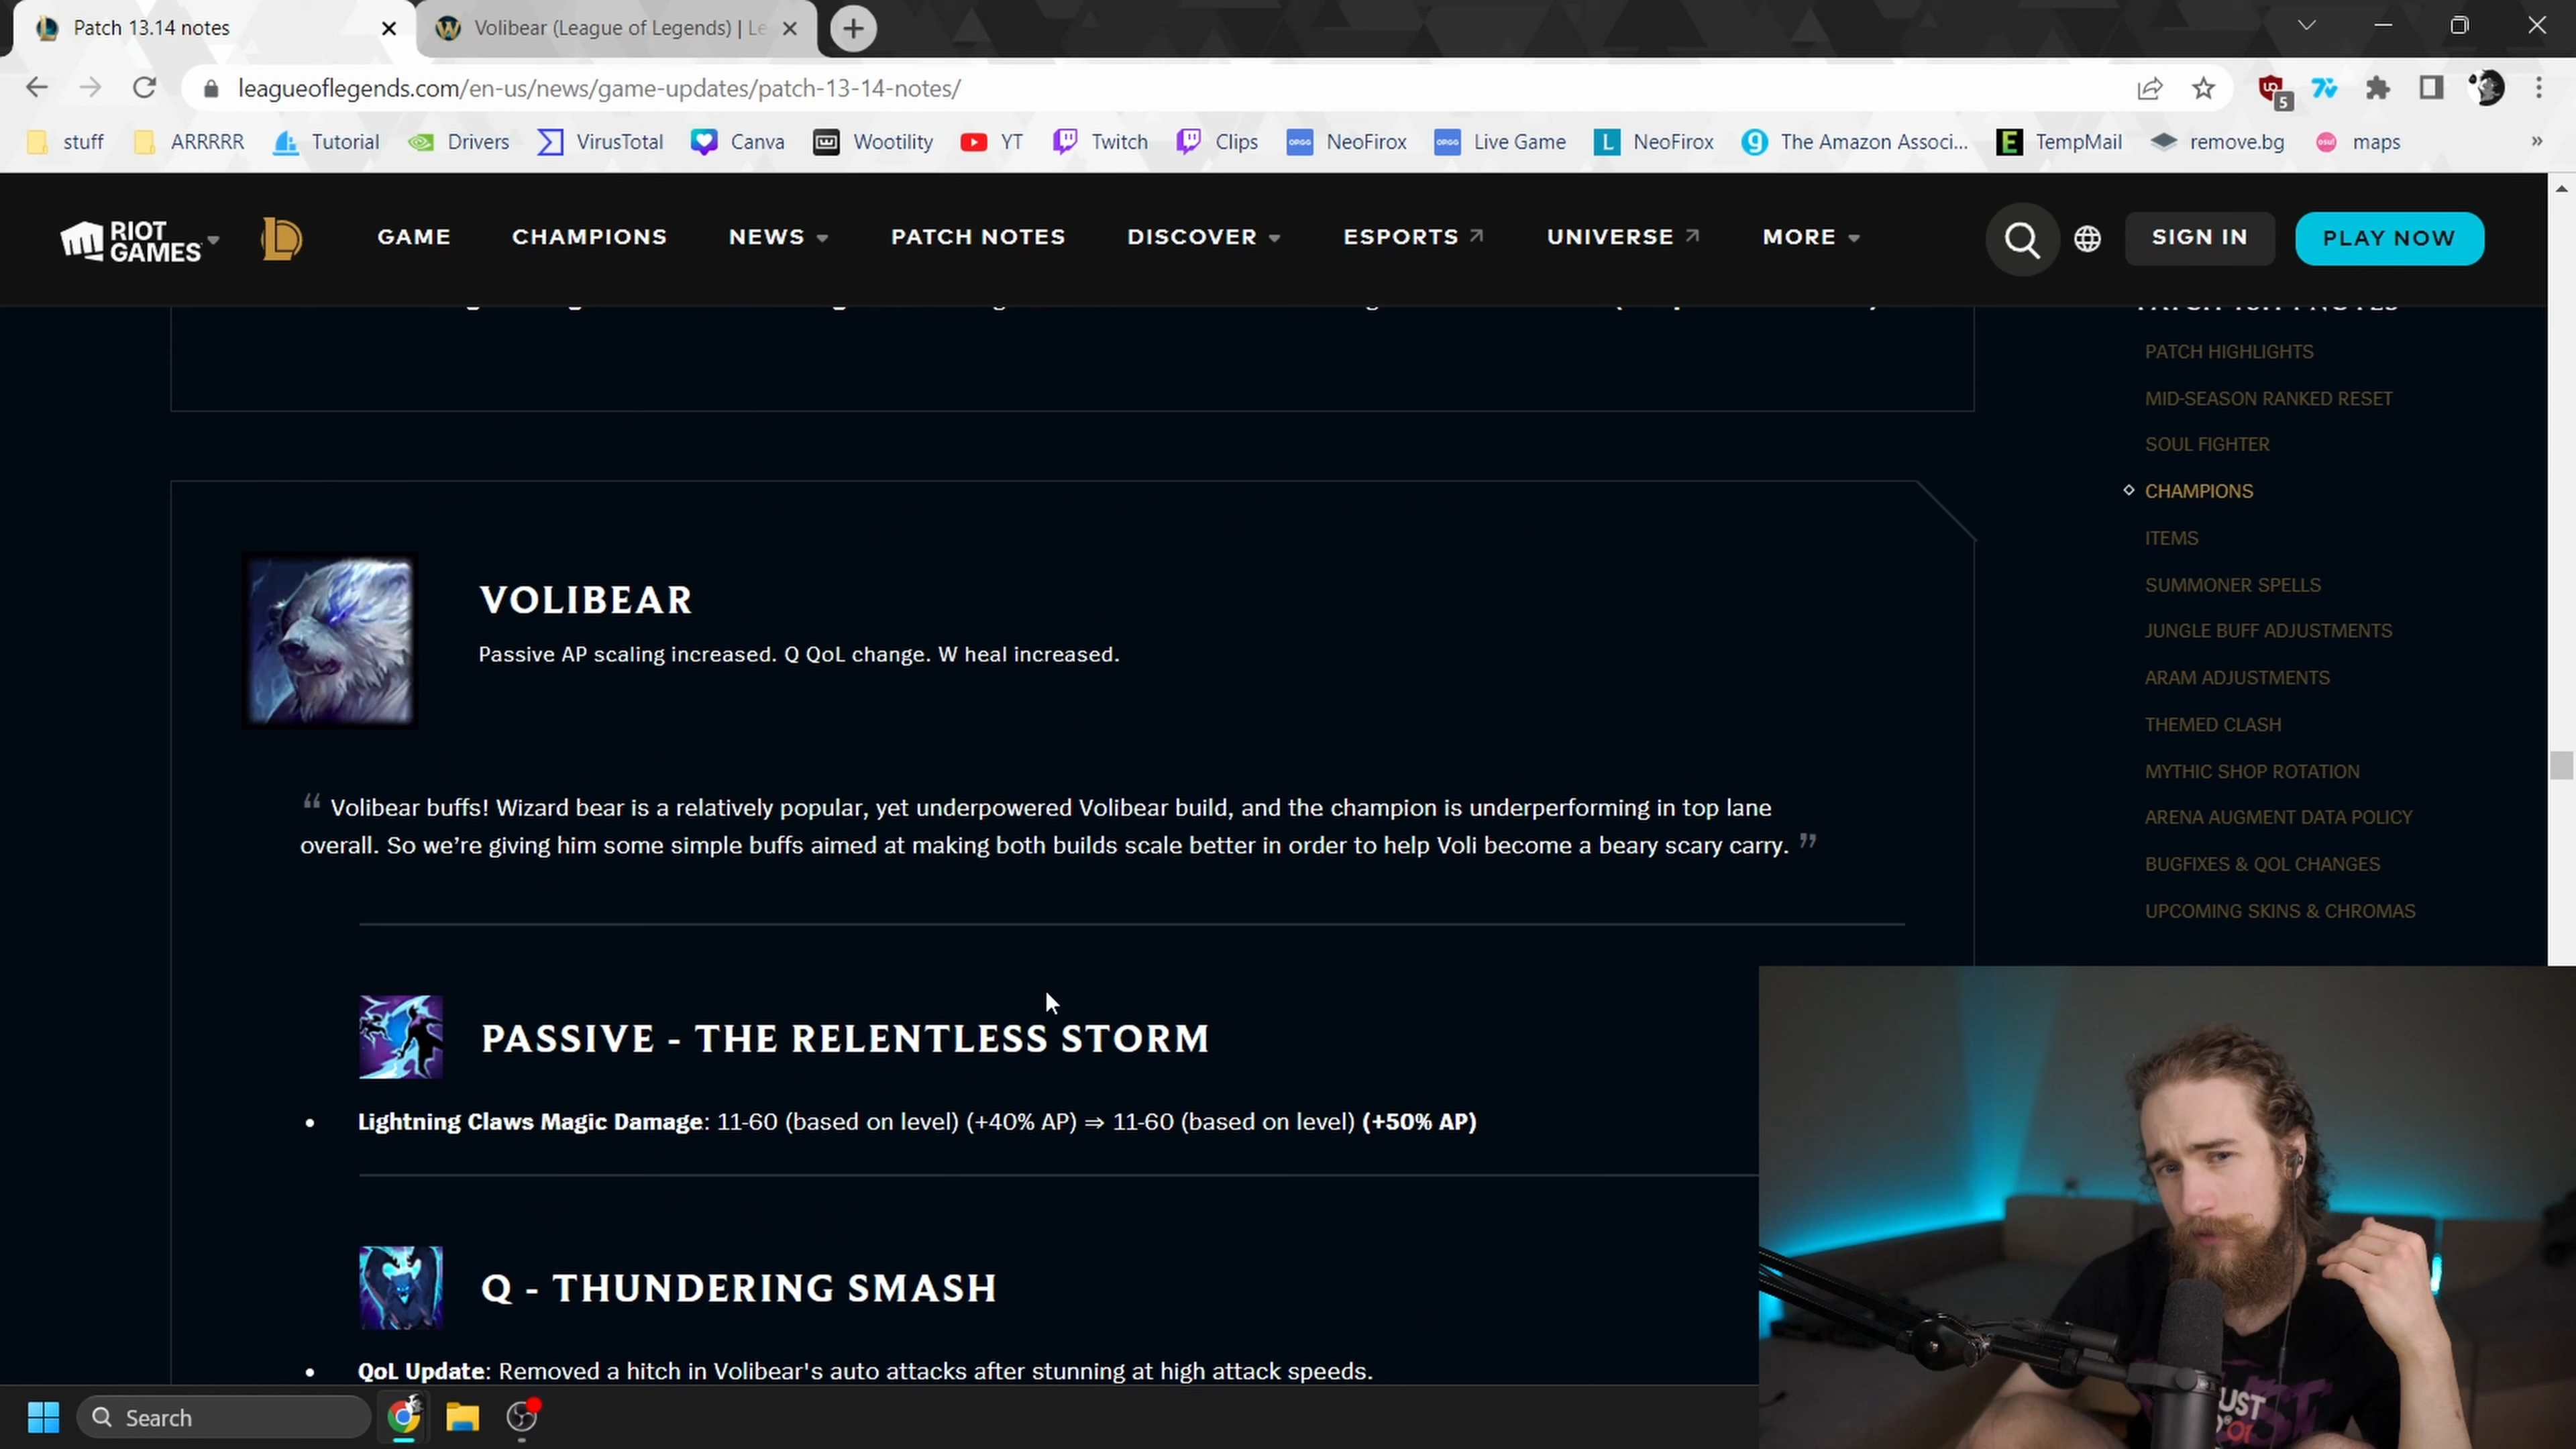 Patch 13.14 notes
Volibear (League of Legends) | Le
leagueoflegends.com/en-us/news/game-updates/patch-13-14-notes/
5
stuff ARRRRR Tutorial Drivers VirusTotal Canva Wootility YT Twitch Clips NeoFirox Live Game NeoFirox The Amazon Associ... TempMail remove.bg maps »
RIOT GAMES
GAME CHAMPIONS NEWS PATCH NOTES DISCOVER ESPORTS UNIVERSE MORE SIGN IN PLAY NOW
PATCH HIGHLIGHTS
MID-SEASON RANKED RESET
SOUL FIGHTER
CHAMPIONS
ITEMS
SUMMONER SPELLS
JUNGLE BUFF ADJUSTMENTS
ARAM ADJUSTMENTS
THEMED CLASH
MYTHIC SHOP ROTATION
ARENA AUGMENT DATA POLICY
BUGFIXES & QOL CHANGES
UPCOMING SKINS & CHROMAS
VOLIBEAR
Passive AP scaling increased. Q QoL change. W heal increased.
“ Volibear buffs! Wizard bear is a relatively popular, yet underpowered Volibear build, and the champion is underperforming in top lane
overall. So we’re giving him some simple buffs aimed at making both builds scale better in order to help Voli become a beary scary carry. ”
PASSIVE - THE RELENTLESS STORM
• Lightning Claws Magic Damage: 11-60 (based on level) (+40% AP) ⇒ 11-60 (based on level) (+50% AP)
Q - THUNDERING SMASH
• QoL Update: Removed a hitch in Volibear's auto attacks after stunning at high attack speeds.
Search